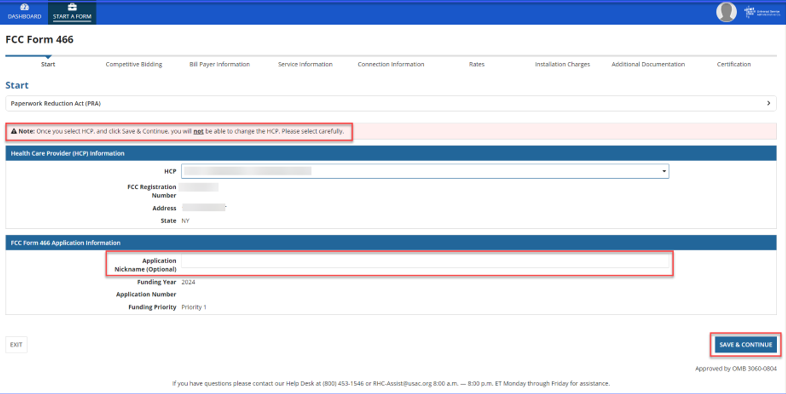 DASHBOARD
START A FORM
FCC Form 466
Start
Competitive Bidding
Bill Payer Information
Service Information
Connection Information
Rates
Installation Charges
Additional Documentation
Certification
Start
Paperwork Reduction Act (PRA)
Note: Once you select HCP, and click Save & Continue, you will not be able to change the HCP. Please select carefully.
Health Care Provider (HCP) Information
HCP
FCC Registration
Number
Address
State NY
FCC Form 466 Application Information
Application
Nickname (Optional)
Funding Year 2024
Application Number
Funding Priority Priority 1
EXIT
SAVE & CONTINUE
Approved by OMB 3060-0804
If you have questions please contact our Help Desk at (800) 453-1546 or RHC-Assist@usac.org 8:00 a.m. — 8:00 p.m. ET Monday through Friday for assistance.